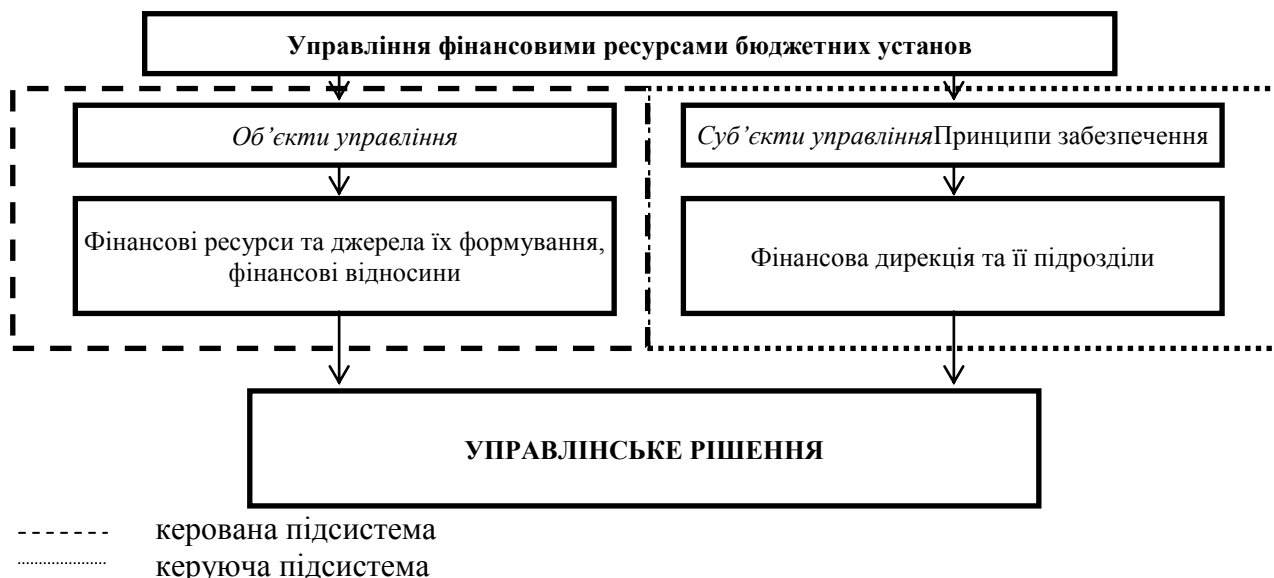 Управління фінансовими ресурсами бюджетних установ
Об’єкти управління
Суб’єкти управлінняПринципи забезпечення
Фінансові ресурси та джерела їх формування,
фінансові відносини
Фінансова дирекція та її підрозділи
УПРАВЛІНСЬКЕ РІШЕННЯ
керована підсистема
керуюча підсистема